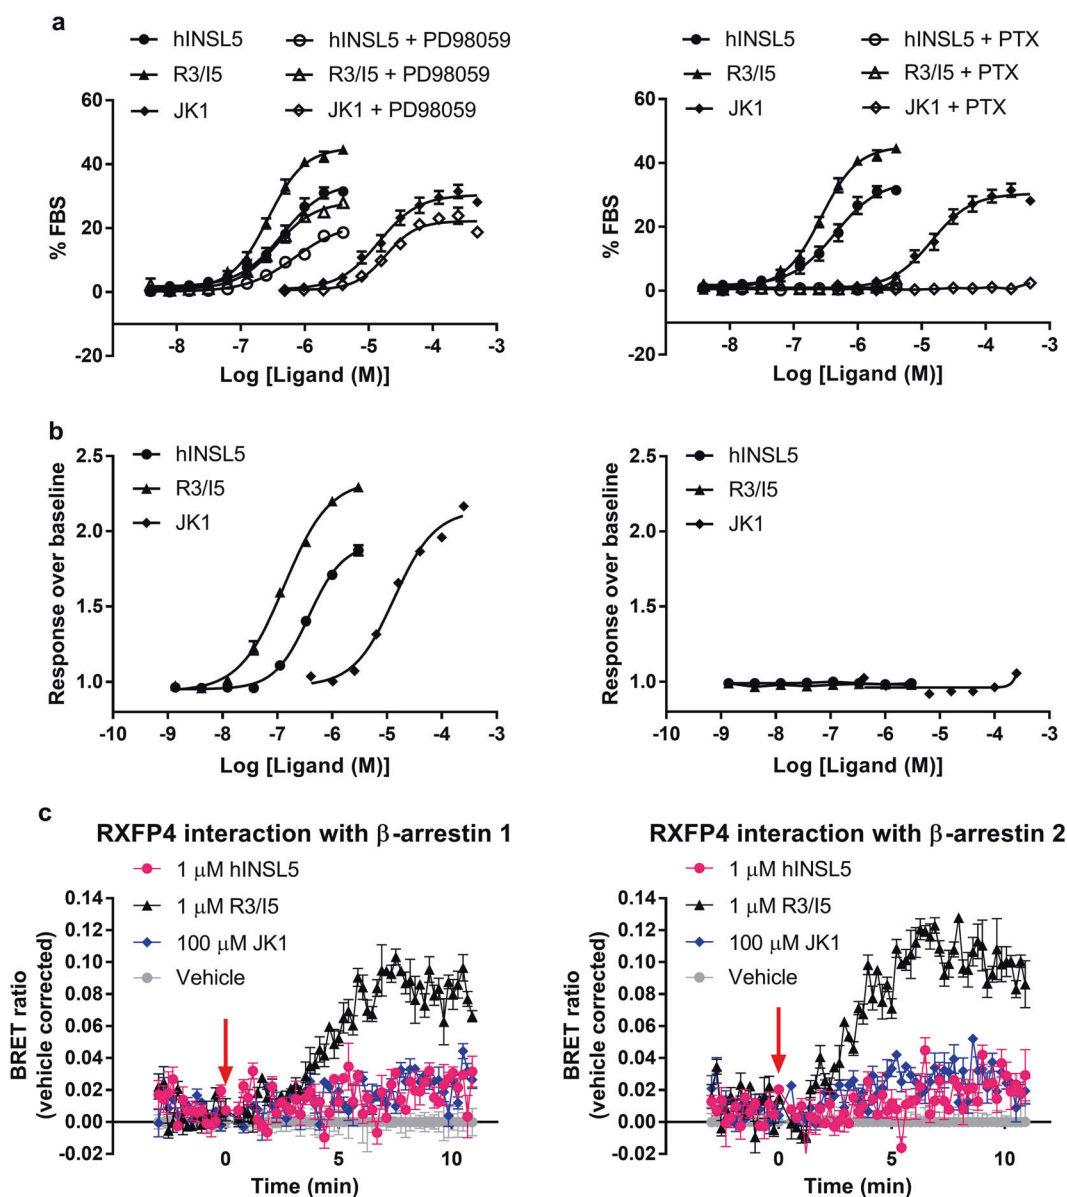 a
hINSL5
hINSL5 + PD98059
R3/I5
R3/I5 + PD98059
JK1
JK1 + PD98059
% FBS
60
40
20
0
-20
-8 -7 -6 -5 -4 -3
Log [Ligand (M)]
hINSL5
hINSL5 + PTX
R3/I5
R3/I5 + PTX
JK1
JK1 + PTX
% FBS
60
40
20
0
-20
-8 -7 -6 -5 -4 -3
Log [Ligand (M)]
b
hINSL5
R3/I5
JK1
Response over baseline
2.5
2.0
1.5
1.0
-10 -9 -8 -7 -6 -5 -4 -3
Log [Ligand (M)]
hINSL5
R3/I5
JK1
Response over baseline
2.5
2.0
1.5
1.0
-10 -9 -8 -7 -6 -5 -4 -3
Log [Ligand (M)]
c
RXFP4 interaction with β-arrestin 1
1 μM hINSL5
1 μM R3/I5
100 μM JK1
Vehicle
BRET ratio
(vehicle corrected)
0.14
0.12
0.10
0.08
0.06
0.04
0.02
0.00
-0.02
0 5 10
Time (min)
RXFP4 interaction with β-arrestin 2
1 μM hINSL5
1 μM R3/I5
100 μM JK1
Vehicle
BRET ratio
(vehicle corrected)
0.14
0.12
0.10
0.08
0.06
0.04
0.02
0.00
-0.02
0 5 10
Time (min)